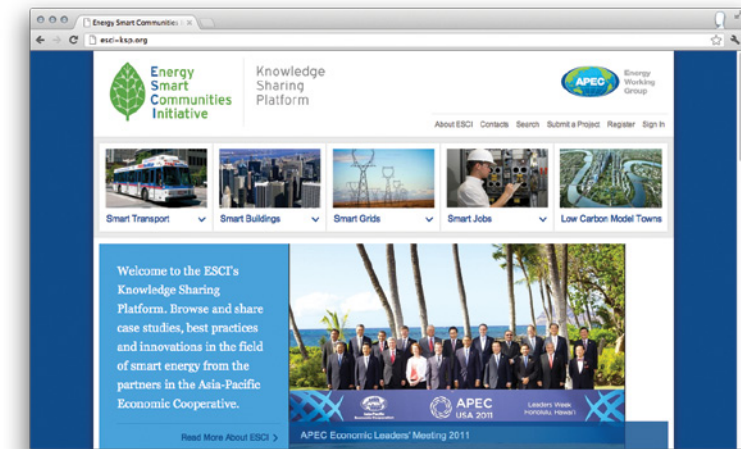 Energy Smart Communities I
esci-ksp.org
Energy
Smart
Communities
Initiative
Knowledge
Sharing
Platform
APEC
Energy
Working
Group
About ESCI Contacts Search Submit a Project Register Sign In
Smart Transport Smart Buildings Smart Grids Smart Jobs Low Carbon Model Towns
Welcome to the ESCI's
Knowledge Sharing
Platform. Browse and share
case studies, best practices
and innovations in the field
of smart energy from the
partners in the Asia-Pacific
Economic Cooperative.
Read More About ESCI
APEC
USA 2011
Leaders Week
Honolulu, Hawai'i
APEC Economic Leaders' Meeting 2011